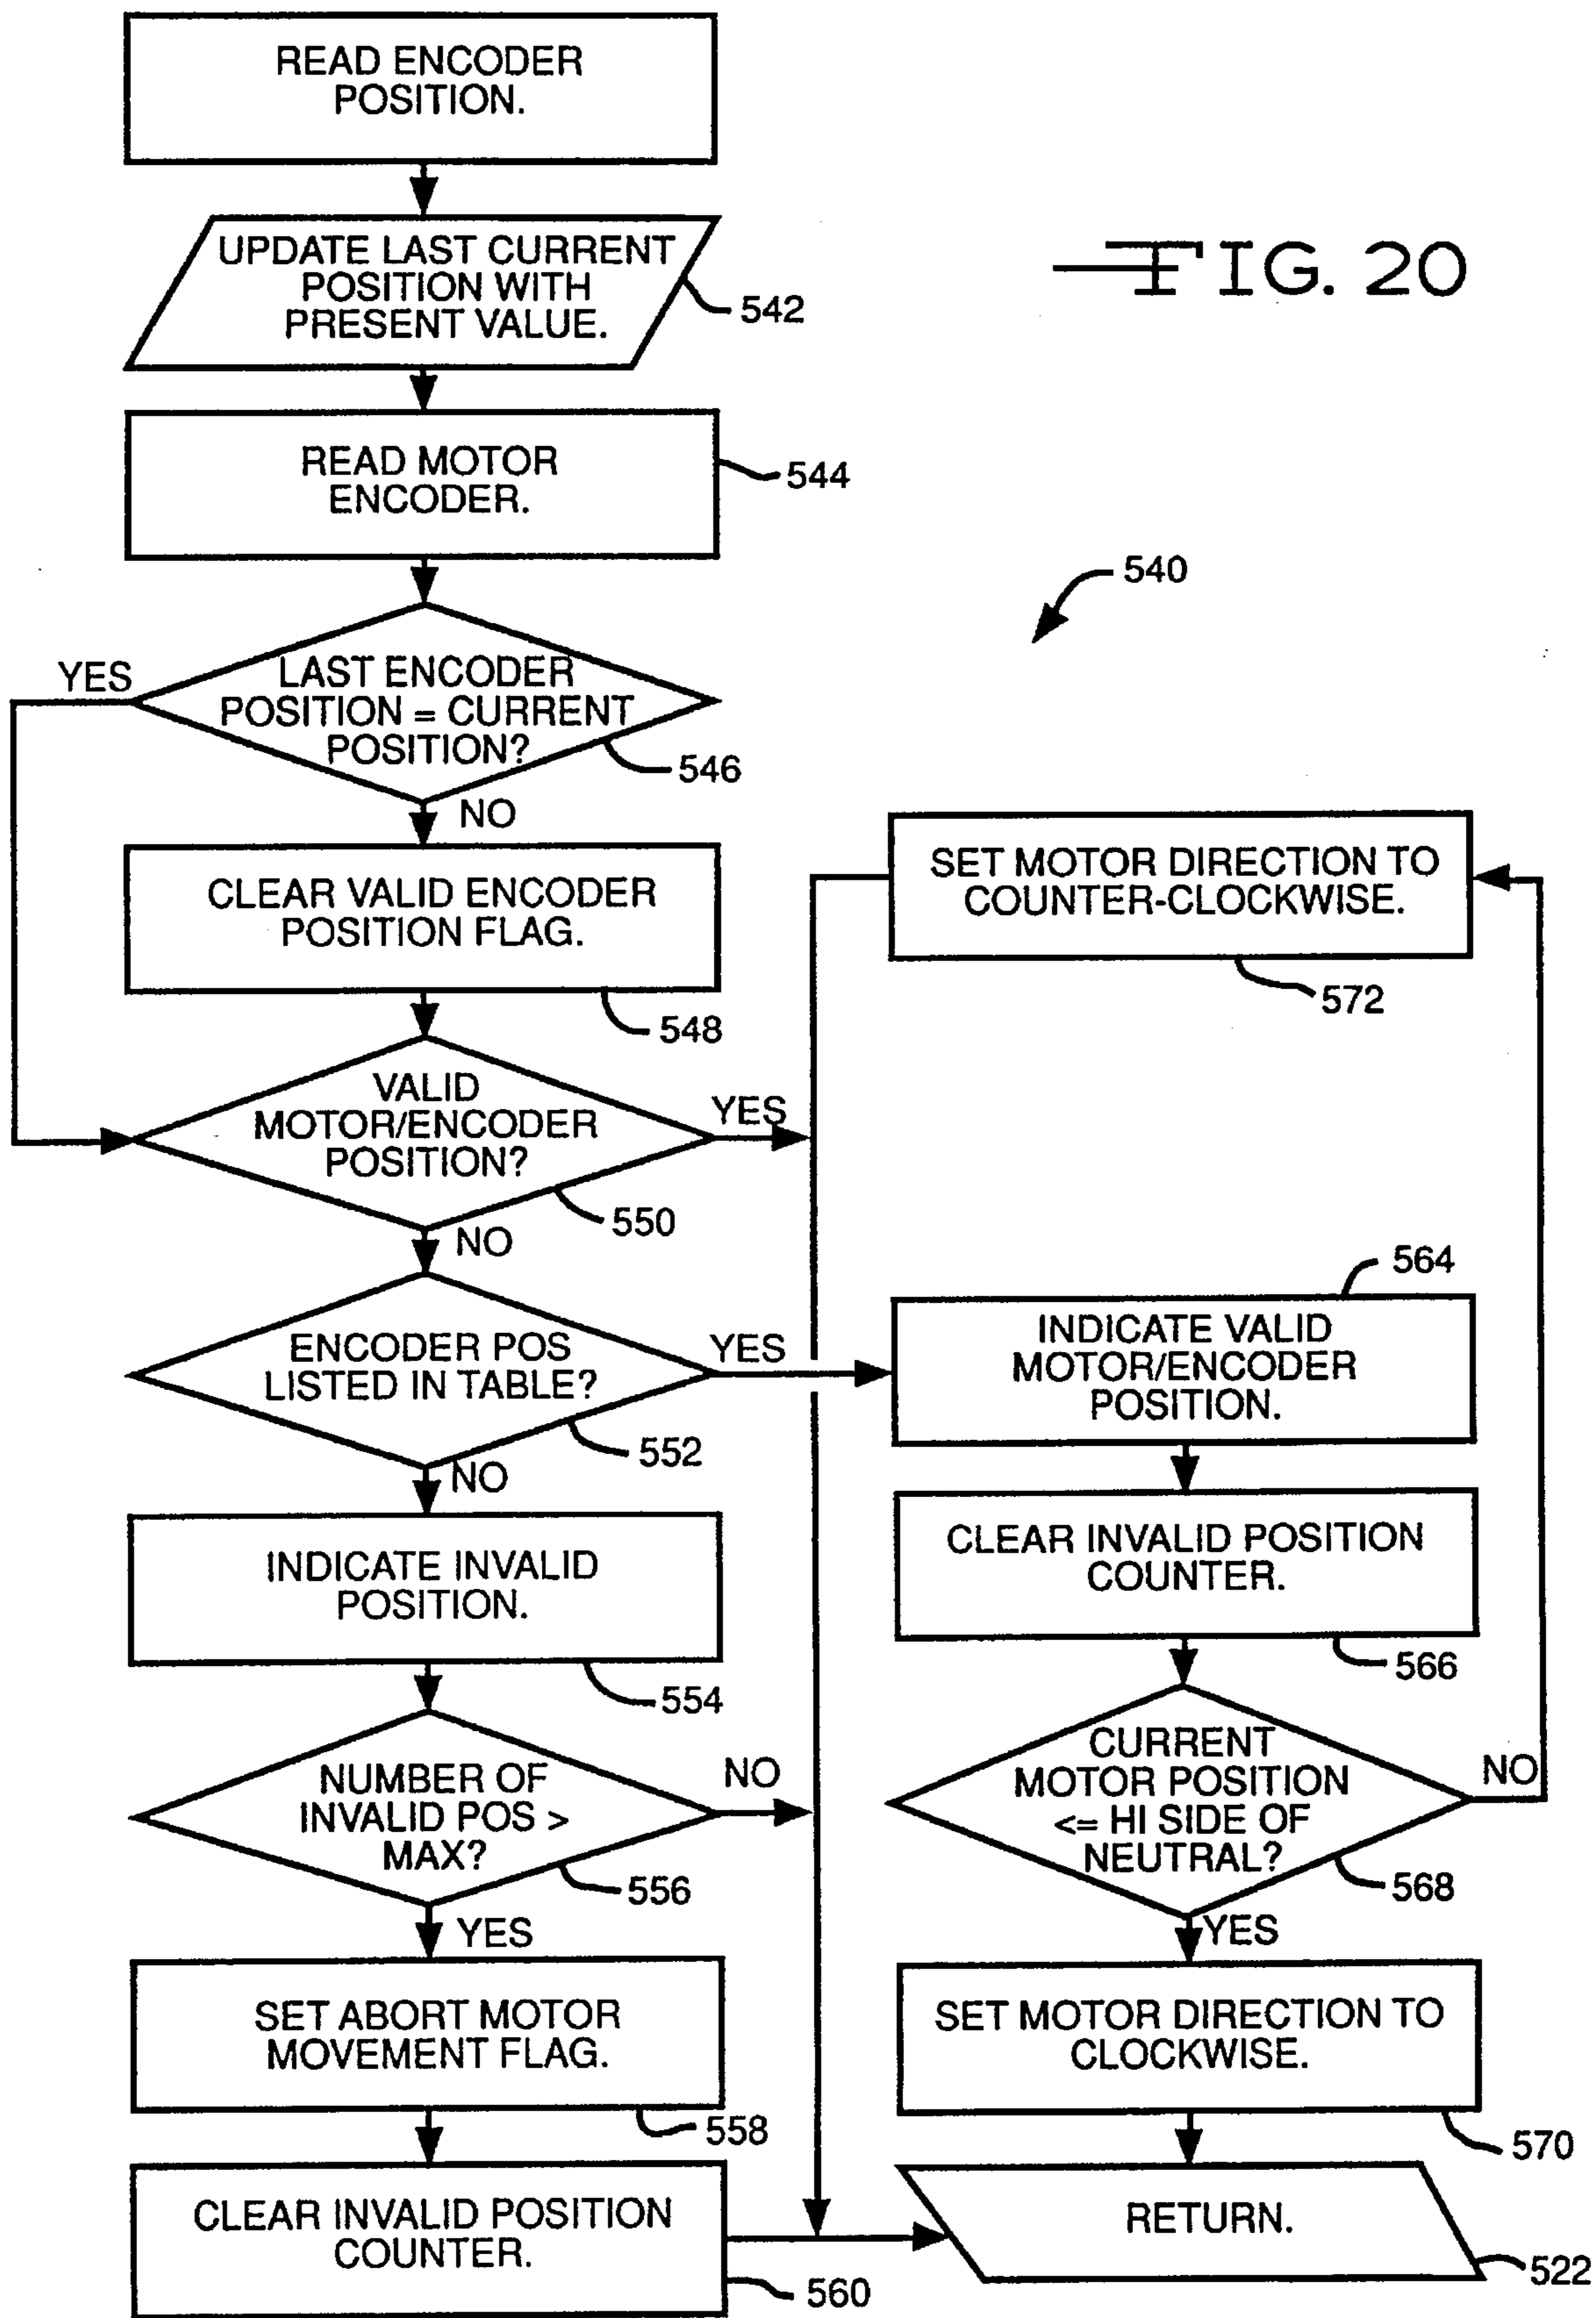 READ ENCODER
POSITION.
UPDATE LAST CURRENT
POSITION WITH
PRESENT VALUE.
542
FIG. 20
READ MOTOR
ENCODER.
544
540
LAST ENCODER
POSITION = CURRENT
POSITION?
YES
546
NO
CLEAR VALID ENCODER
POSITION FLAG.
548
SET MOTOR DIRECTION TO
COUNTER-CLOCKWISE.
572
VALID
MOTOR/ENCODER
POSITION?
YES
550
NO
ENCODER POS
LISTED IN TABLE?
YES
552
NO
564
INDICATE VALID
MOTOR/ENCODER
POSITION.
INDICATE INVALID
POSITION.
554
CLEAR INVALID POSITION
COUNTER.
566
NUMBER OF
INVALID POS >
MAX?
NO
556
YES
CURRENT
MOTOR POSITION
<= HI SIDE OF
NEUTRAL?
NO
568
YES
SET ABORT MOTOR
MOVEMENT FLAG.
558
SET MOTOR DIRECTION TO
CLOCKWISE.
570
CLEAR INVALID POSITION
COUNTER.
560
RETURN.
522